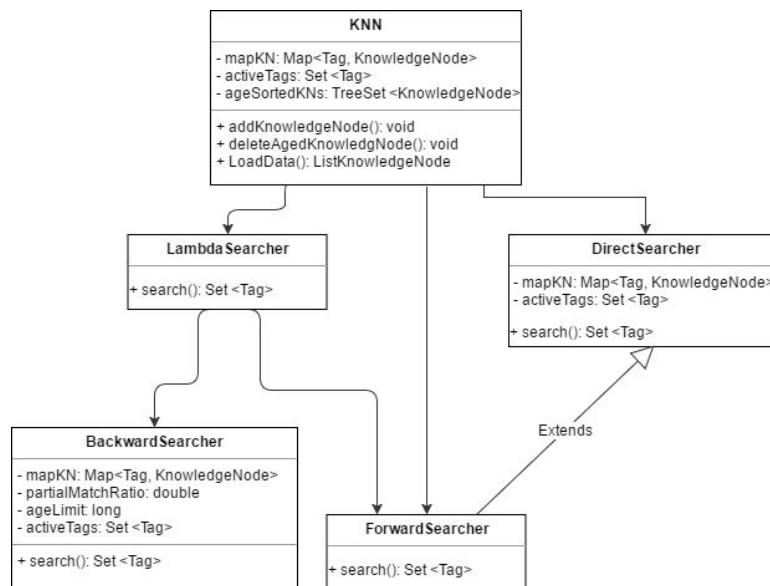 KNN
- mapKN: Map<Tag, KnowledgeNode>
- activeTags: Set <Tag>
- ageSortedKNs: TreeSet <KnowledgeNode>
+ addKnowledgeNode(): void
+ deleteAgedKnowledgNode(): void
+ LoadData(): ListKnowledgeNode
LambdaSearcher
+ search(): Set <Tag>
DirectSearcher
- mapKN: Map<Tag, KnowledgeNode>
- activeTags: Set <Tag>
+ search(): Set <Tag>
Extends
BackwardSearcher
- mapKN: Map<Tag, KnowledgeNode>
- partialMatchRatio: double
- ageLimit: long
- activeTags: Set <Tag>
+ search(): Set <Tag>
ForwardSearcher
+ search(): Set <Tag>